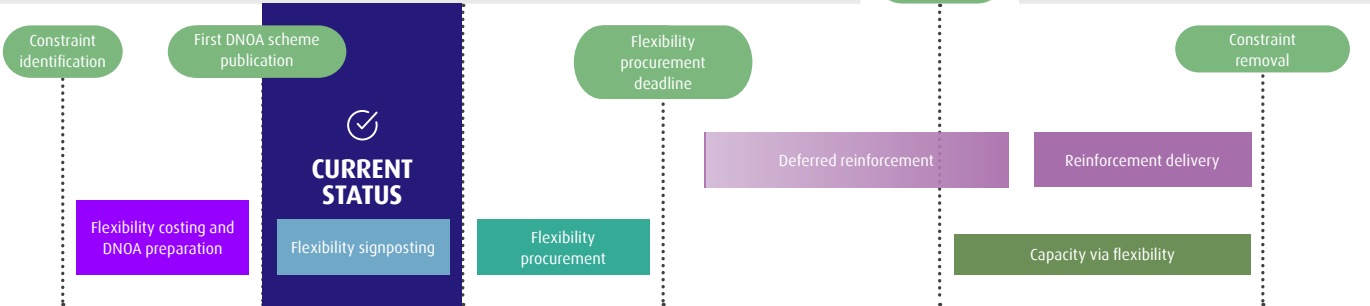 Constraint
identification
First DNOA scheme
publication
Flexibility
procurement
deadline
Constraint
removal
CURRENT
STATUS
Deferred reinforcement
Reinforcement delivery
Flexibility costing and
DNOA preparation
Flexibility signposting
Flexibility
procurement
Capacity via flexibility